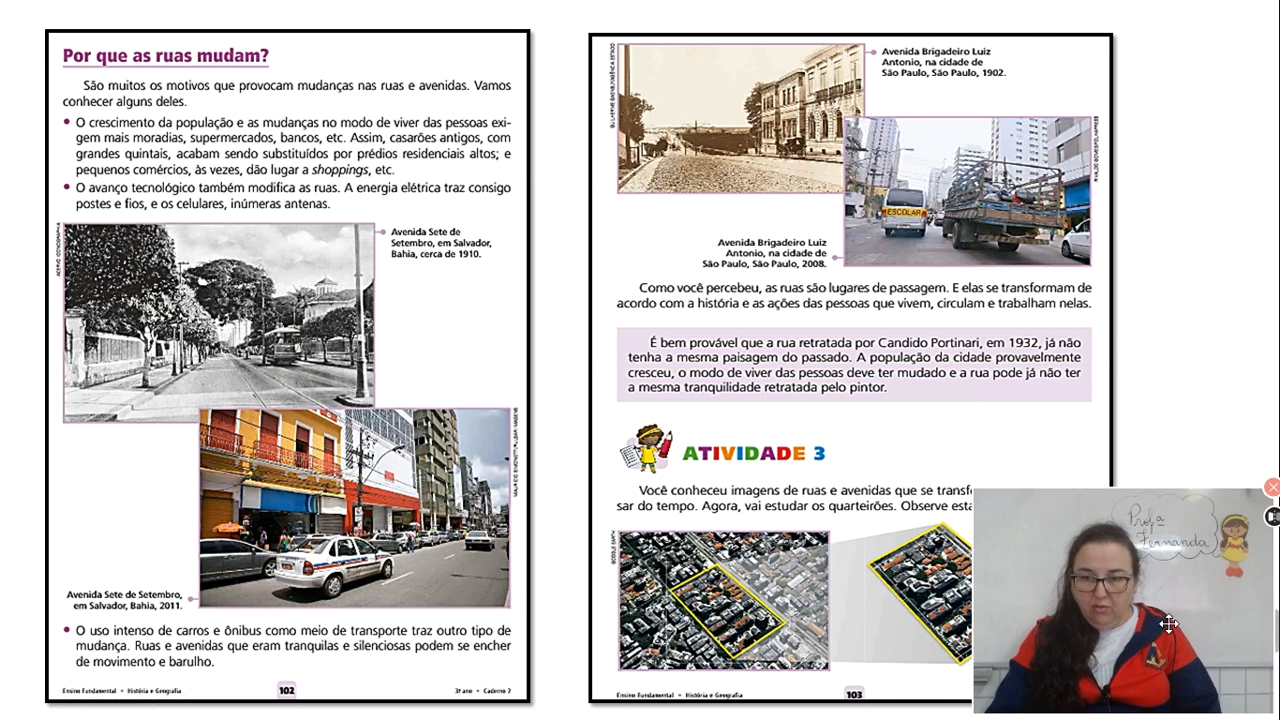 Por que as ruas mudam?
São muitos os motivos que provocam mudanças nas ruas e avenidas. Vamos
conhecer alguns deles.
• O crescimento da população e as mudanças no modo de viver das pessoas exi-
gem mais moradias, supermercados, bancos, etc. Assim, casarões antigos, com
grandes quintais, acabam sendo substituídos por prédios residenciais altos; e
pequenos comércios, às vezes, dão lugar a shoppings, etc.
• O avanço tecnológico também modifica as ruas. A energia elétrica traz consigo
postes e fios, e os celulares, inúmeras antenas.
Avenida Sete de
Setembro, em Salvador,
Bahia, cerca de 1910.
Avenida Sete de Setembro,
em Salvador, Bahia, 2011.
• O uso intenso de carros e ônibus como meio de transporte traz outro tipo de
mudança. Ruas e avenidas que eram tranquilas e silenciosas podem se encher
de movimento e barulho.
Ensino Fundamental • História e Geografia
102
3º ano • Caderno 2
Avenida Brigadeiro Luiz
Antonio, na cidade de
São Paulo, São Paulo, 1902.
ESCOLAR
Avenida Brigadeiro Luiz
Antonio, na cidade de
São Paulo, São Paulo, 2008.
Como você percebeu, as ruas são lugares de passagem. E elas se transformam de
acordo com a história e as ações das pessoas que vivem, circulam e trabalham nelas.
É bem provável que a rua retratada por Candido Portinari, em 1932, já não
tenha a mesma paisagem do passado. A população da cidade provavelmente
cresceu, o modo de viver das pessoas deve ter mudado e a rua pode já não ter
a mesma tranquilidade retratada pelo pintor.
ATIVIDADE 3
Você conheceu imagens de ruas e avenidas que se transf
sar do tempo. Agora, vai estudar os quarteirões. Observe esta
GOOGLE EARTH
Ensino Fundamental • História e Geografia
103
Profª
Fernanda